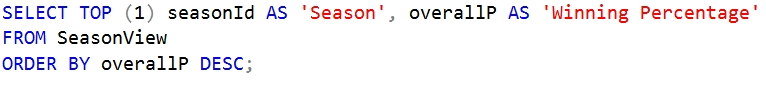 SELECT TOP (1) seasonId AS 'Season', overallP AS 'Winning Percentage'
FROM SeasonView
ORDER BY overallP DESC;